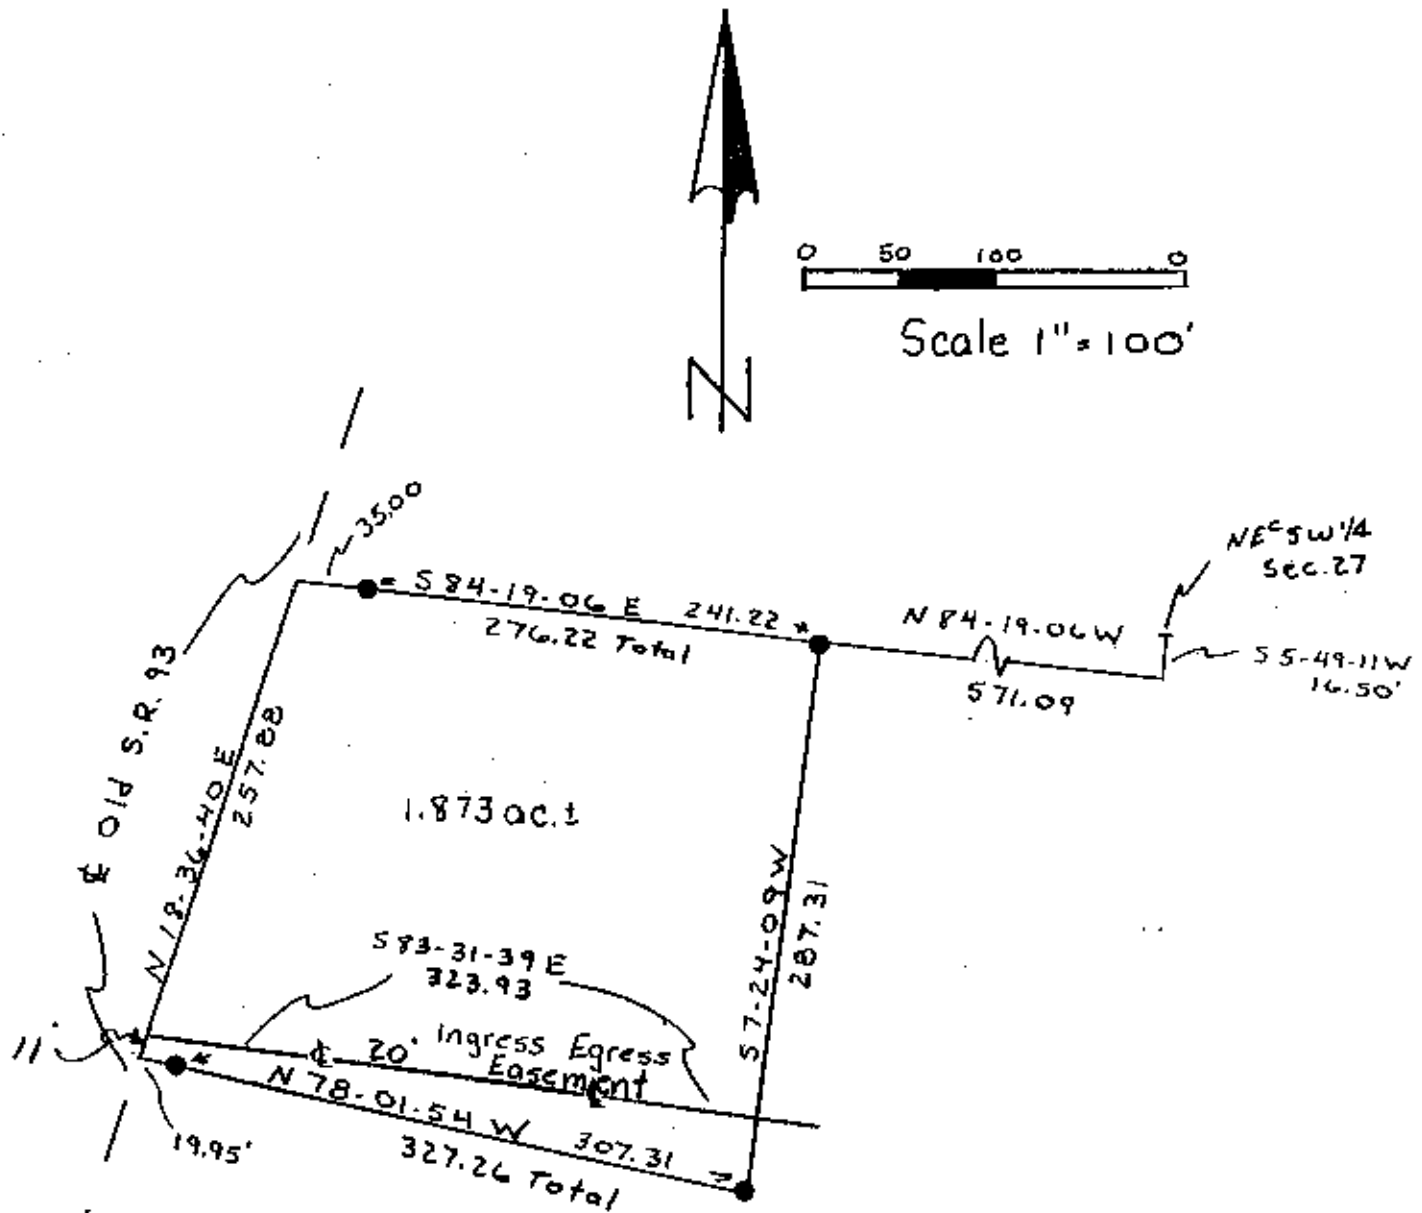 0 50 100 0
Scale 1"=100'
N
35.00
NE C SW 1/4
Sec. 27
S 84-19-06 E 241.22
276.22 Total
N 84-19-06 W
571.09
S 5-49-11 W
16.50'
℄ Old S.R. 93
N 18-36-40 E
257.88
1.873 ac.±
S 7-24-09 W
287.31
S 83-31-39 E
323.93
11'
℄ 20' Ingress Egress
Easement
℄
N 78-01-54 W 307.31
327.26 Total
19.95'